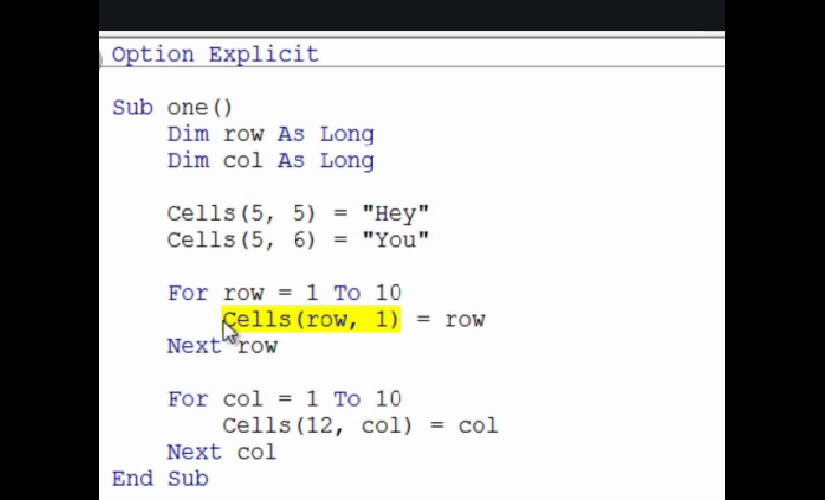 Option Explicit
Sub one()
Dim row As Long
Dim col As Long
Cells(5, 5) = "Hey"
Cells(5, 6) = "You"
For row = 1 To 10
Cells(row, 1) = row
Next row
For col = 1 To 10
Cells(12, col) = col
Next col
End Sub